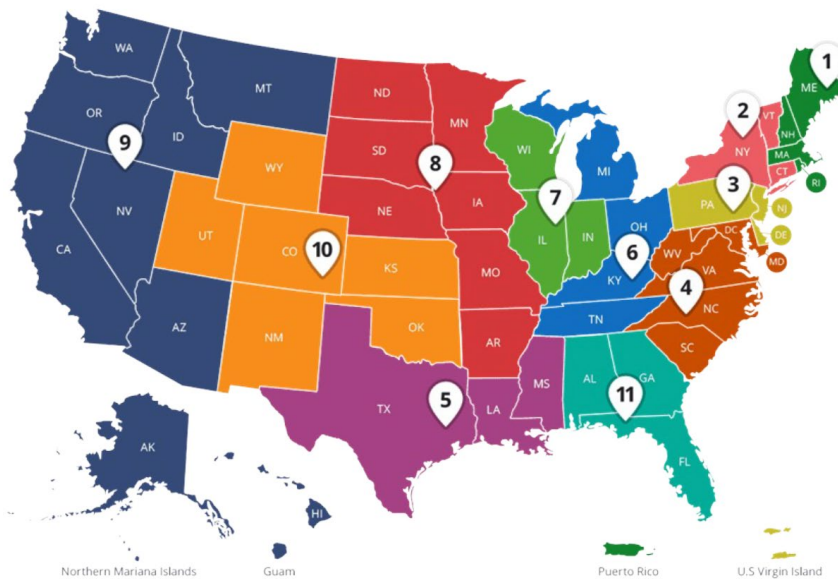 1
WA
ME
MT
ND
2
VT
OR
MN
NH
9
ID
WI
NY
MA
SD
8
MI
CT
RI
WY
3
7
PA
NJ
IA
NE
NV
OH
DE
UT
10
CO
IL
IN
DC
6
WV
MD
CA
KS
MO
KY
VA
4
NC
AZ
NM
OK
TN
AR
SC
5
MS
AL
GA
TX
LA
11
AK
FL
HI
Northern Mariana Islands
Guam
Puerto Rico
U.S Virgin Island